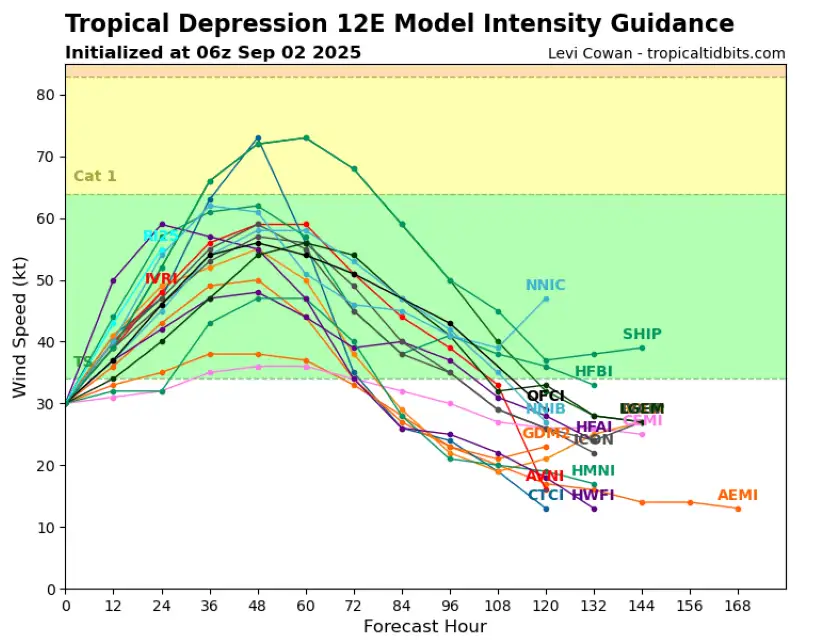 Tropical Depression 12E Model Intensity Guidance
Initialized at 06z Sep 02 2025
Levi Cowan - tropicaltidbits.com
80
70
60
50
40
30
20
10
0
Wind Speed (kt)
Cat 1
TS
IVRI
NNIC
SHIP
HFBI
OFCI
NNIB
LGEM
CEMI
HFAI
ICON
AVNI
HMNI
CTCI
HWFI
AEMI
0 12 24 36 48 60 72 84 96 108 120 132 144 156 168
Forecast Hour